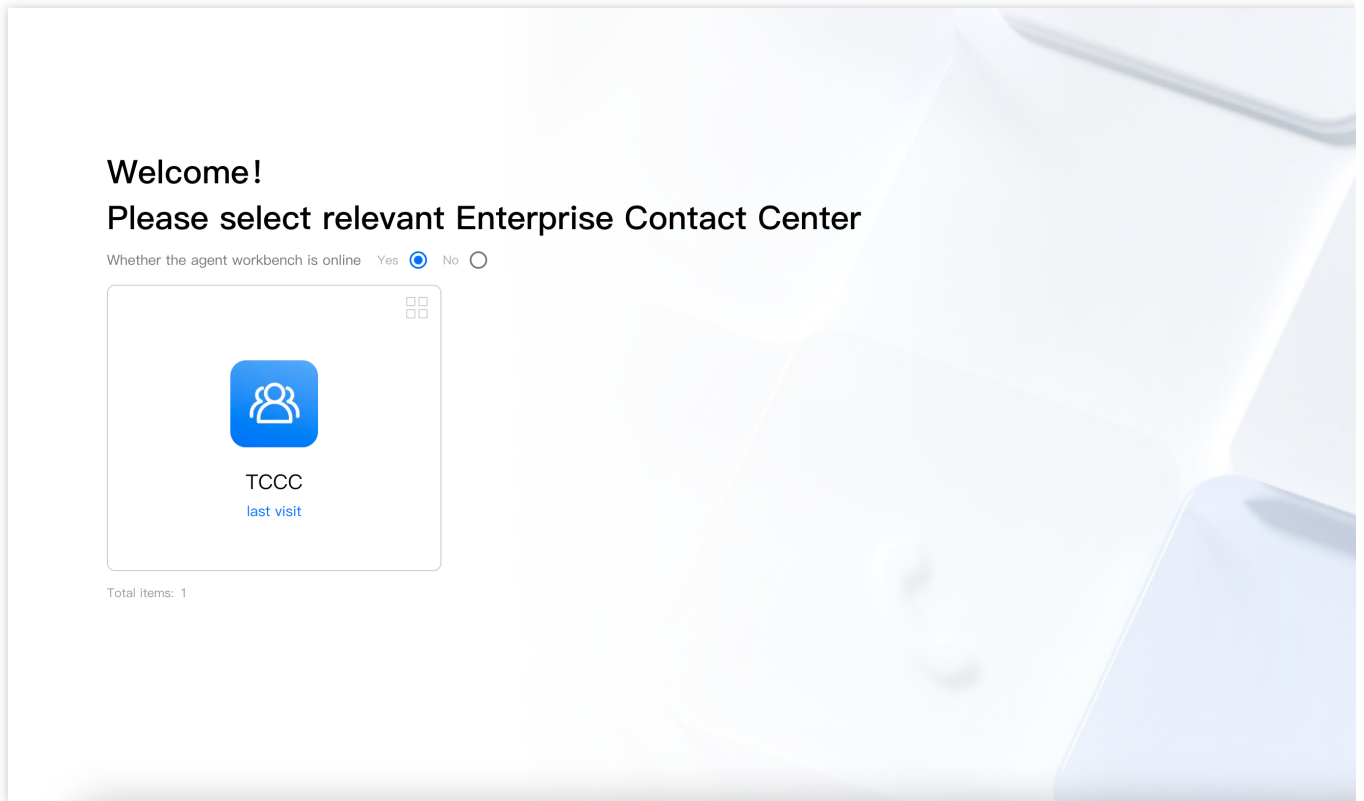 Welcome!
Please select relevant Enterprise Contact Center
Whether the agent workbench is online Yes No
TCCC
last visit
Total items: 1